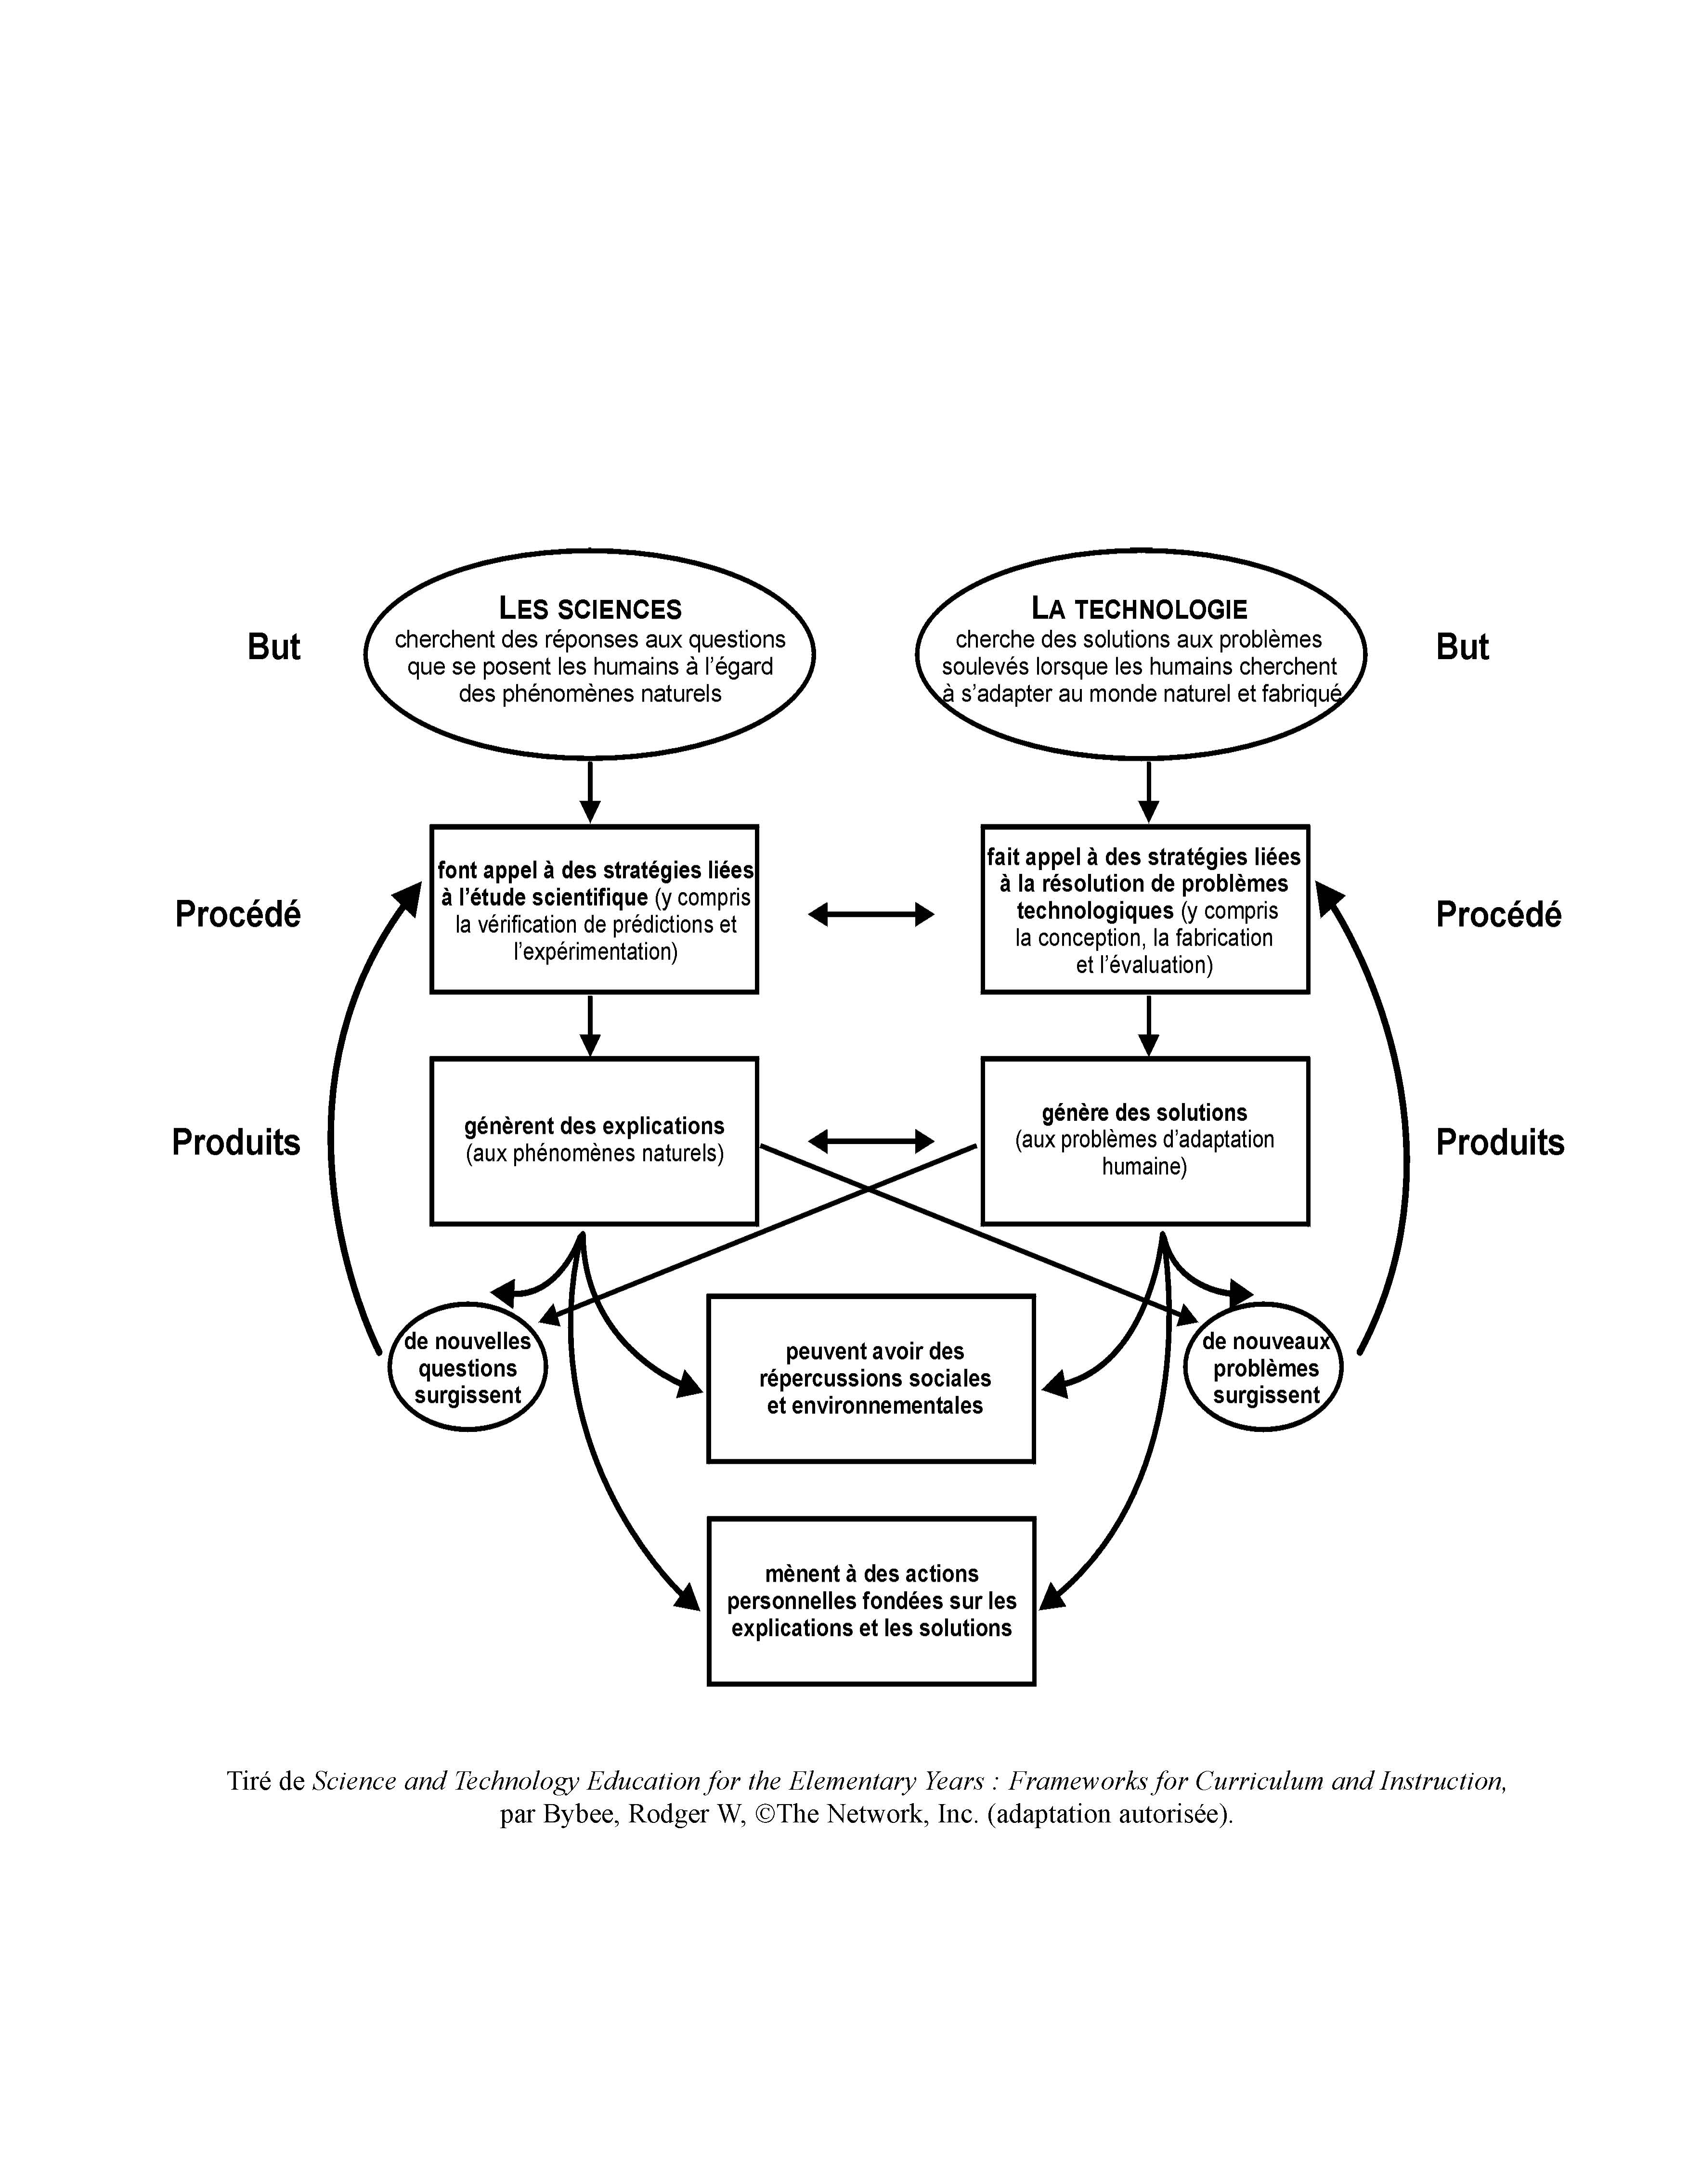 But
LES SCIENCES
cherchent des réponses aux questions
que se posent les humains à l'égard
des phénomènes naturels
LA TECHNOLOGIE
cherche des solutions aux problèmes
soulevés lorsque les humains cherchent
à s'adapter au monde naturel et fabriqué
But
Procédé
font appel à des stratégies liées
à l'étude scientifique (y compris
la vérification de prédictions et
l'expérimentation)
fait appel à des stratégies liées
à la résolution de problèmes
technologiques (y compris
la conception, la fabrication
et l'évaluation)
Procédé
Produits
génèrent des explications
(aux phénomènes naturels)
génère des solutions
(aux problèmes d'adaptation
humaine)
Produits
de nouvelles
questions
surgissent
peuvent avoir des
répercussions sociales
et environnementales
de nouveaux
problèmes
surgissent
mènent à des actions
personnelles fondées sur les
explications et les solutions
Tiré de Science and Technology Education for the Elementary Years : Frameworks for Curriculum and Instruction,
par Bybee, Rodger W, ©The Network, Inc. (adaptation autorisée).